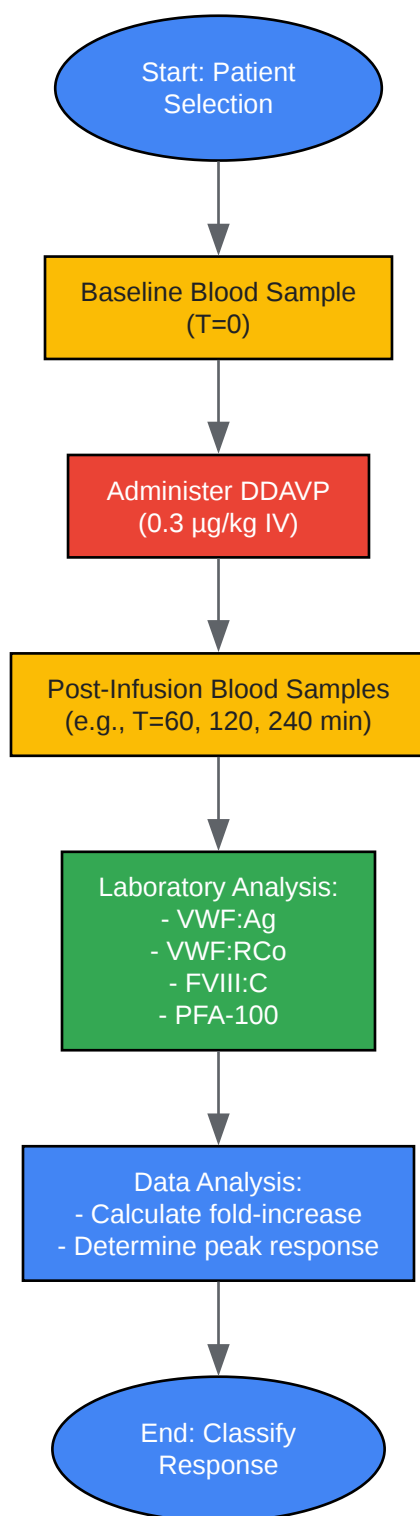 Start: Patient
Selection
Baseline Blood Sample
(T=0)
Administer DDAVP
(0.3 µg/kg IV)
Post-Infusion Blood Samples
(e.g., T=60, 120, 240 min)
Laboratory Analysis:
- VWF:Ag
- VWF:RCo
- FVIII:C
- PFA-100
Data Analysis:
- Calculate fold-increase
- Determine peak response
End: Classify
Response